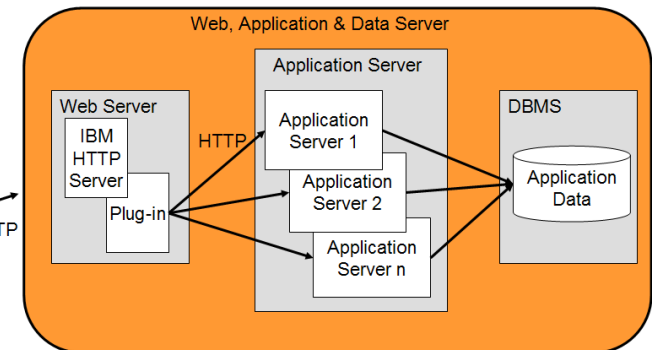 Web, Application & Data Server
Application Server
Web Server
DBMS
IBM
HTTP
Server
Plug-in
HTTP
Application
Server 1
Application
Server 2
Application
Server n
Application
Data